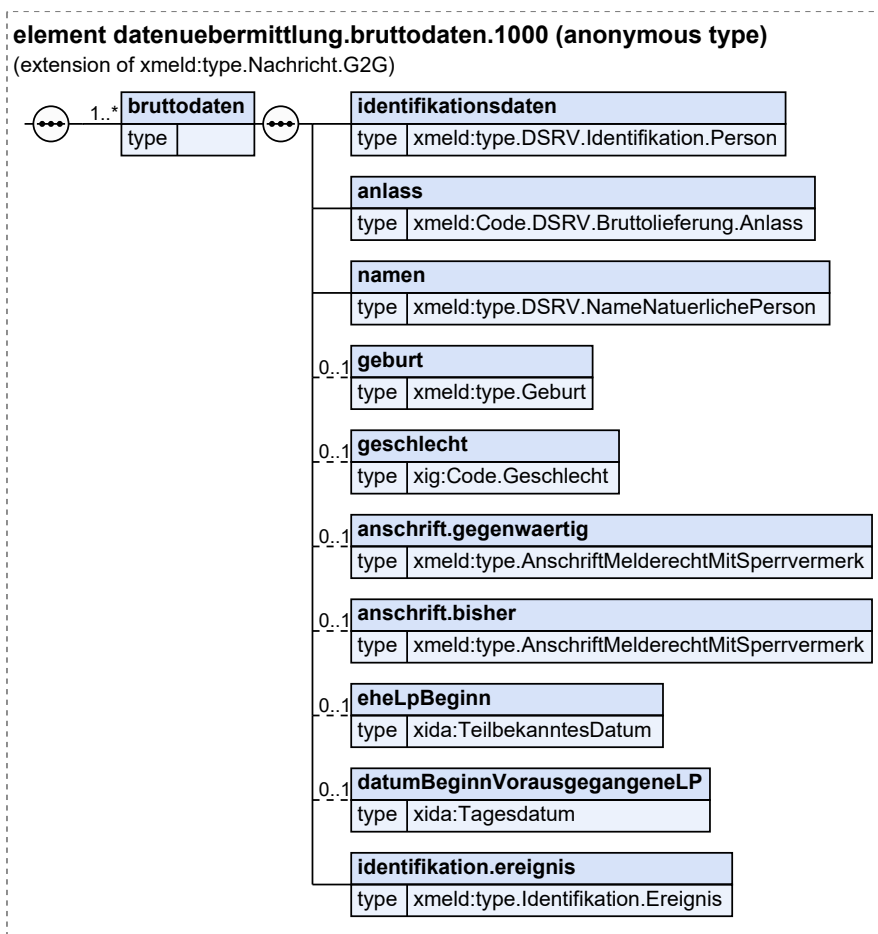 element datenuebermittlung.bruttodaten.1000 (anonymous type)
(extension of xmeld:type.Nachricht.G2G)
1..*
bruttodaten
type
identifikationsdaten
type xmeld:type.DSRV.Identifikation.Person
anlass
type xmeld:Code.DSRV.Bruttolieferung.Anlass
namen
type xmeld:type.DSRV.NameNatuerlichePerson
0..1 geburt
type xmeld:type.Geburt
0..1 geschlecht
type xig:Code.Geschlecht
0..1 anschrift.gegenwaertig
type xmeld:type.AnschriftMelderechtMitSperrvermerk
0..1 anschrift.bisher
type xmeld:type.AnschriftMelderechtMitSperrvermerk
0..1 eheLpBeginn
type xida:TeilbekanntesDatum
0..1 datumBeginnVorausgegangeneLP
type xida:Tagesdatum
identifikation.ereignis
type xmeld:type.Identifikation.Ereignis